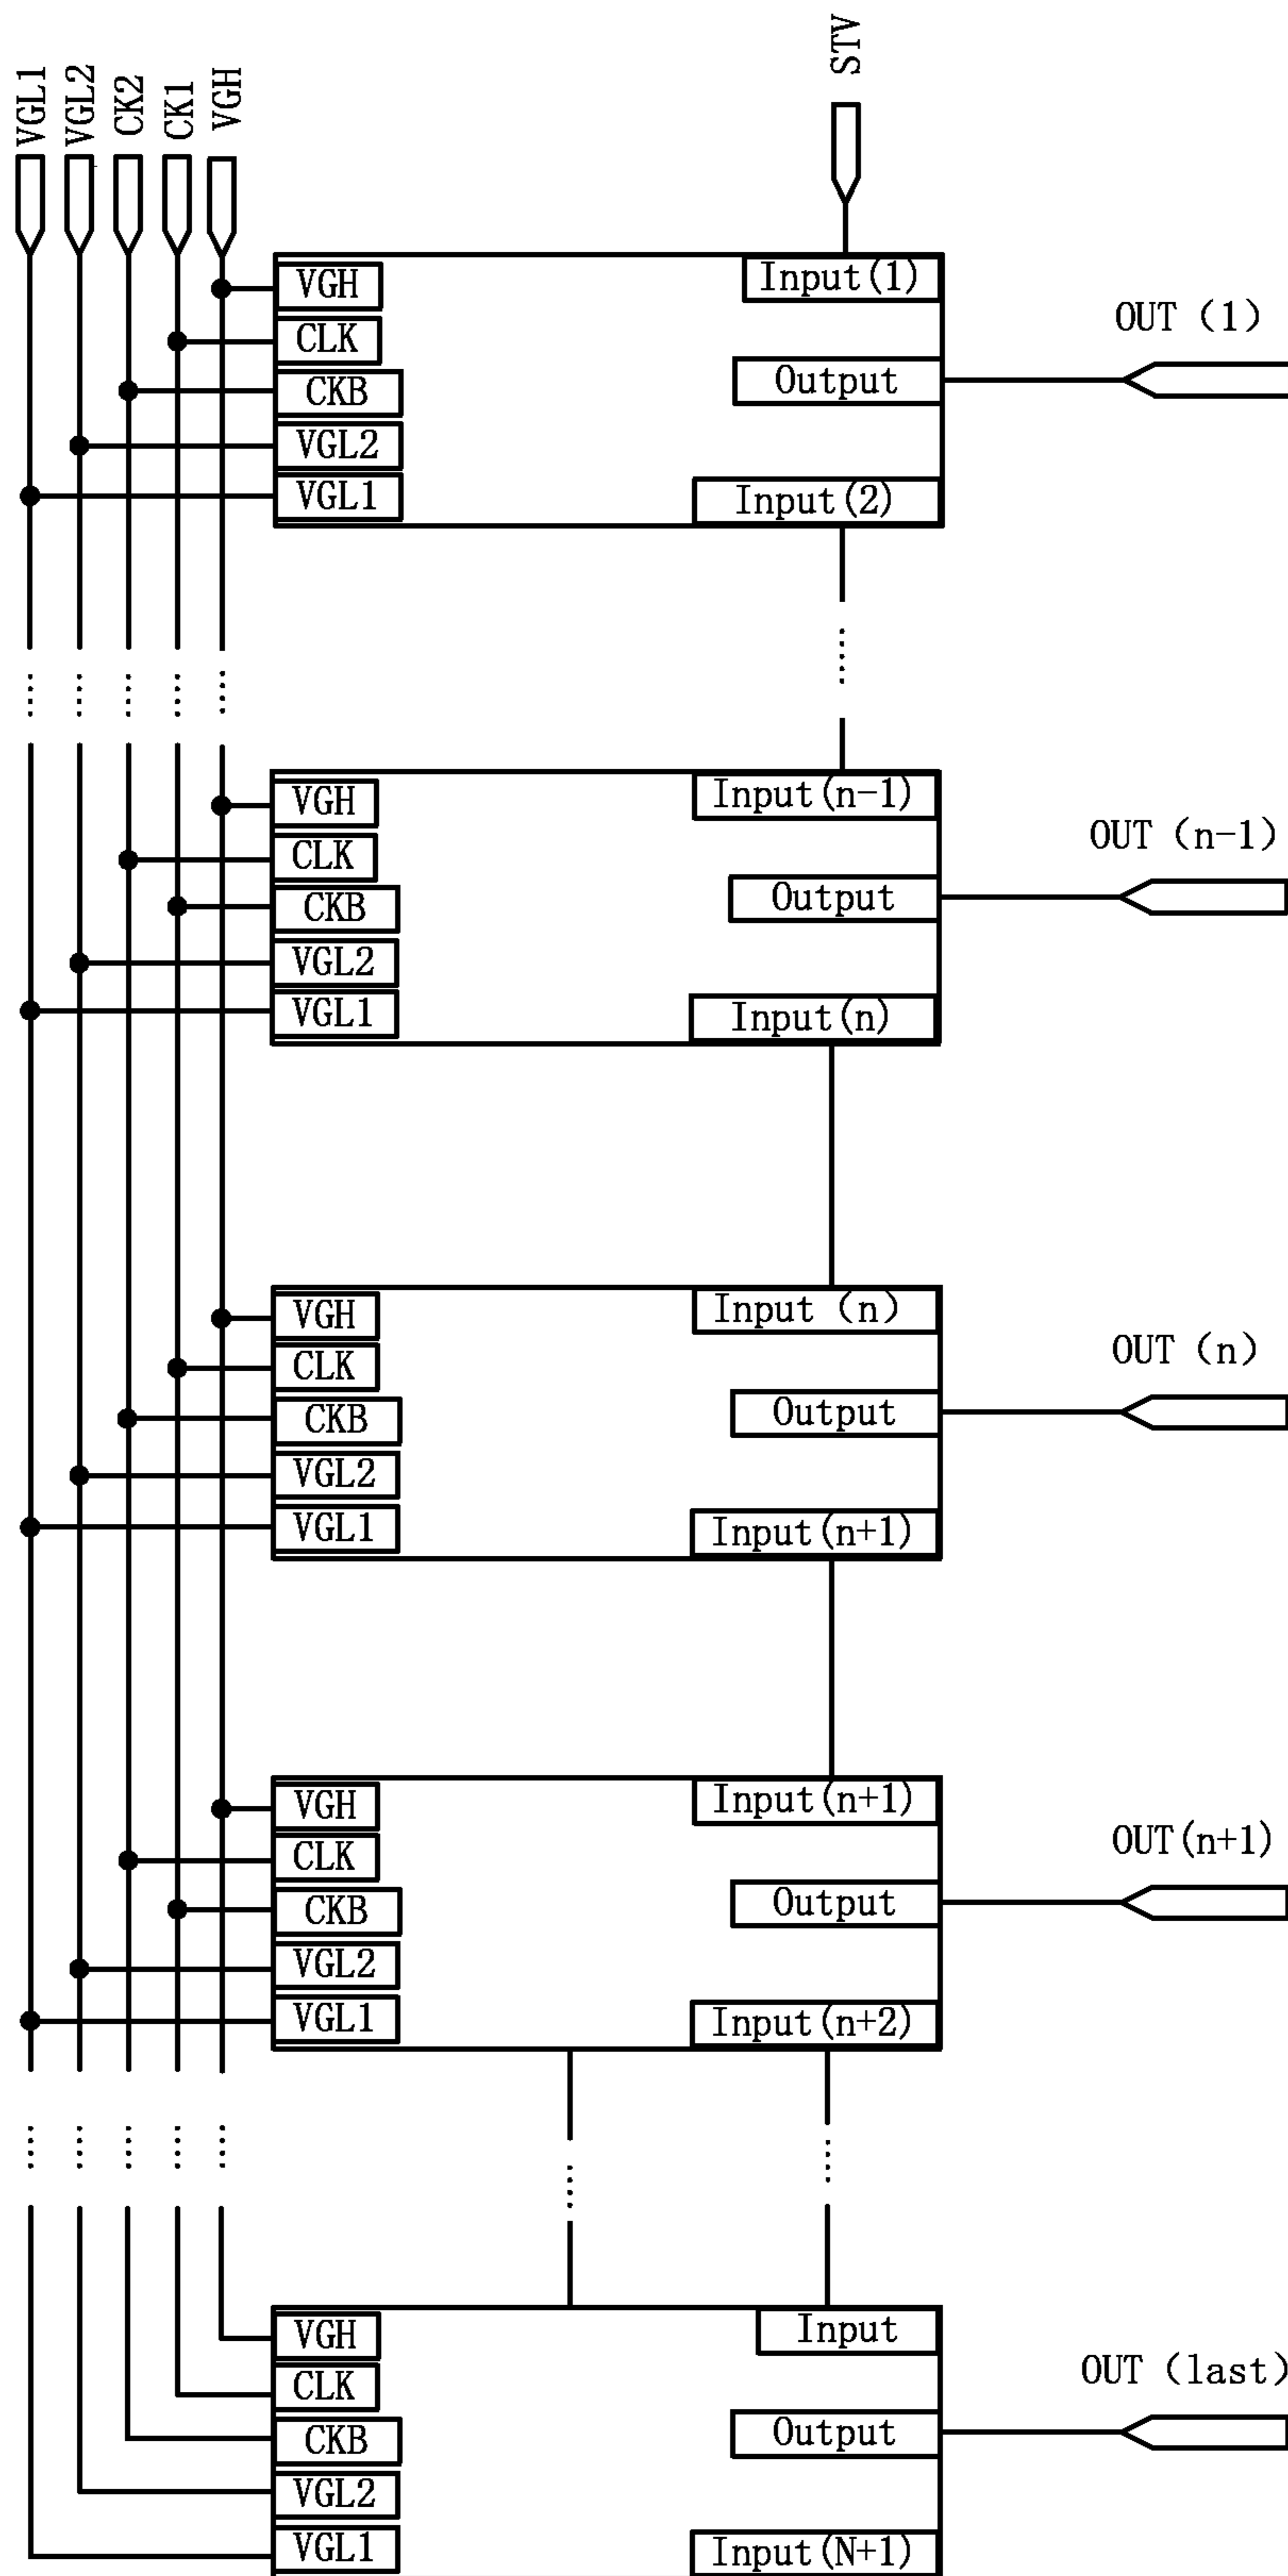 VGL1
VGL2
CK2
CK1
VGH
STV
VGH
Input(1)
CLK
OUT (1)
CKB
Output
VGL2
VGL1
Input(2)
VGH
Input(n-1)
CLK
OUT (n-1)
CKB
Output
VGL2
VGL1
Input(n)
VGH
Input (n)
CLK
OUT (n)
CKB
Output
VGL2
VGL1
Input(n+1)
VGH
Input(n+1)
CLK
OUT(n+1)
CKB
Output
VGL2
VGL1
Input(n+2)
VGH
Input
CLK
OUT (last)
CKB
Output
VGL2
VGL1
Input(N+1)